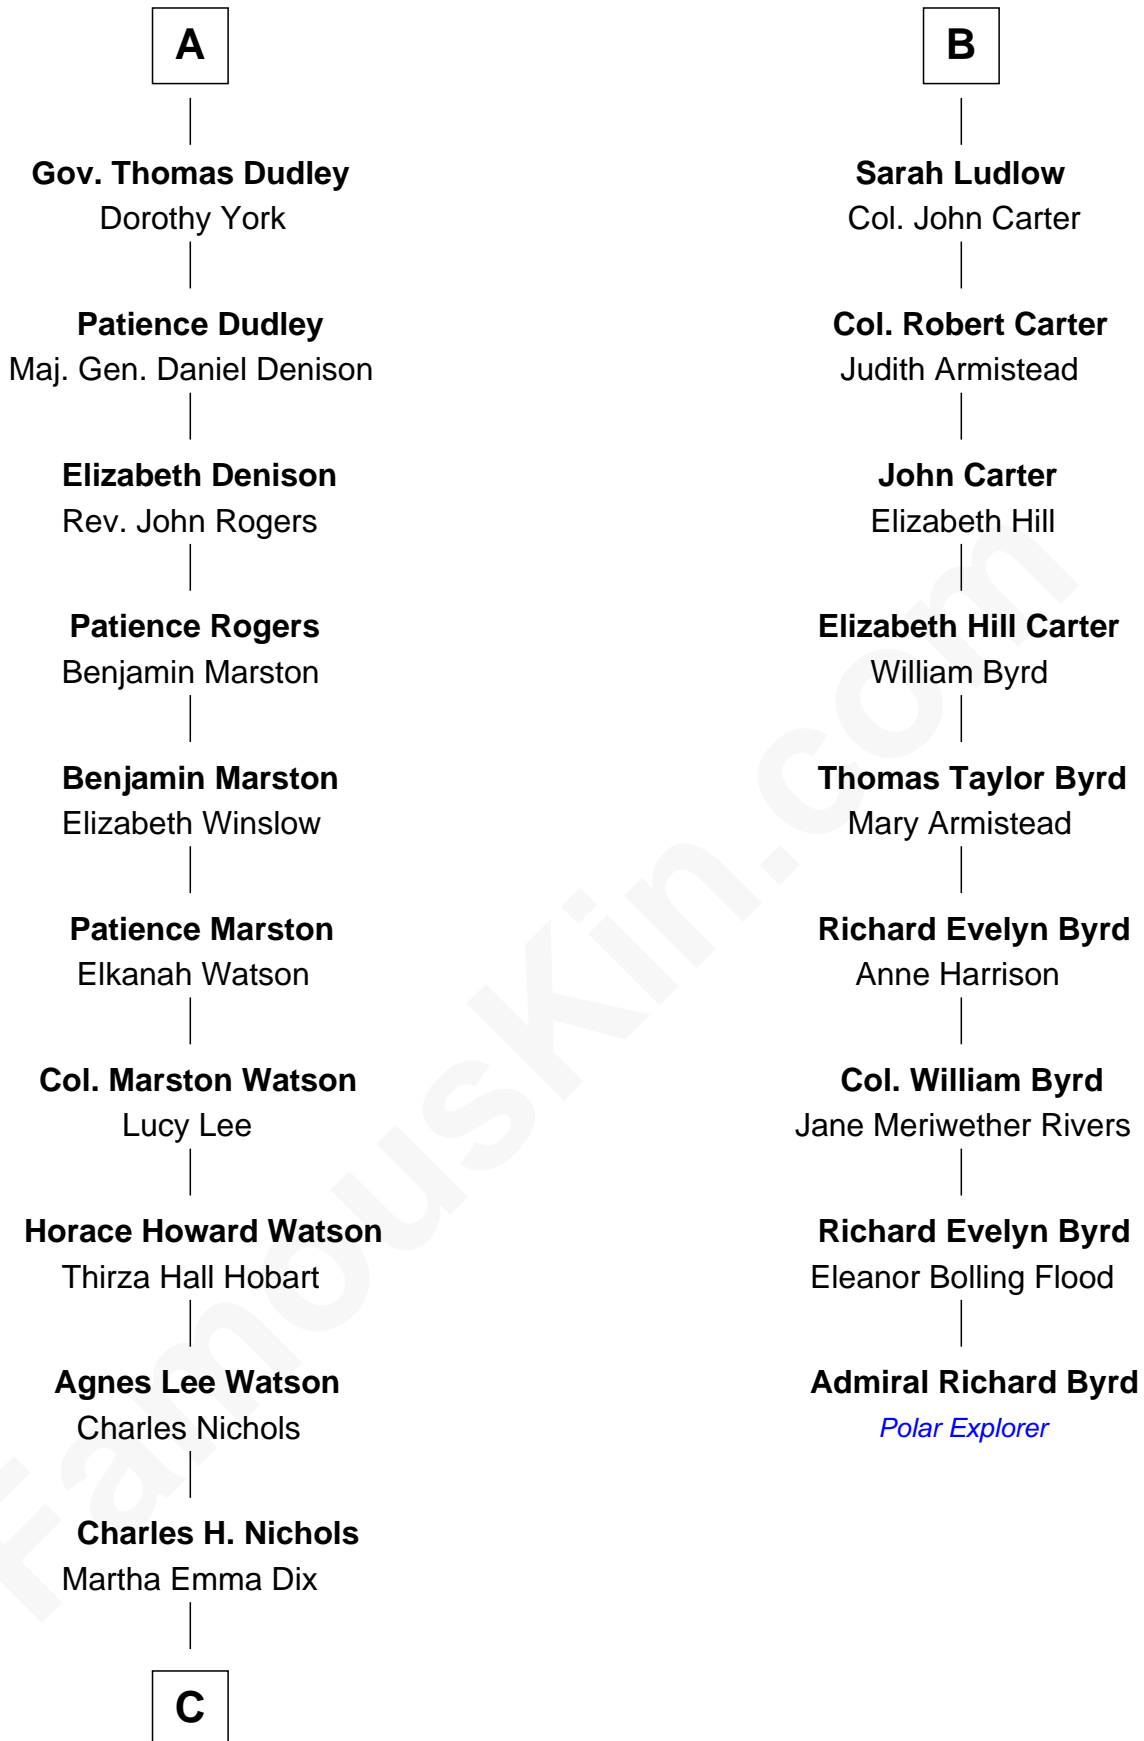 A
Gov. Thomas Dudley
Dorothy York
Patience Dudley
Maj. Gen. Daniel Denison
Elizabeth Denison
Rev. John Rogers
Patience Rogers
Benjamin Marston
Benjamin Marston
Elizabeth Winslow
Patience Marston
Elkanah Watson
Col. Marston Watson
Lucy Lee
Horace Howard Watson
Thirza Hall Hobart
Agnes Lee Watson
Charles Nichols
Charles H. Nichols
Martha Emma Dix
C
B
Sarah Ludlow
Col. John Carter
Col. Robert Carter
Judith Armistead
John Carter
Elizabeth Hill
Elizabeth Hill Carter
William Byrd
Thomas Taylor Byrd
Mary Armistead
Richard Evelyn Byrd
Anne Harrison
Col. William Byrd
Jane Meriwether Rivers
Richard Evelyn Byrd
Eleanor Bolling Flood
Admiral Richard Byrd
Polar Explorer
FamousKin.com